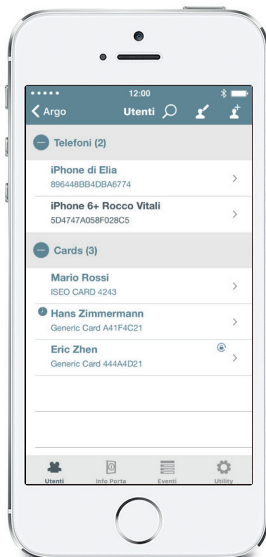 12:00
Argo
Utenti
Telefoni (2)
iPhone di Elia
896448BB4DBA6774
iPhone 6+ Rocco Vitali
5D4747A058F028C5
Cards (3)
Mario Rossi
ISEO CARD 4243
Hans Zimmermann
Generic Card A41F4C21
Eric Zhen
Generic Card 444A4D21
Utenti
Info Porta
Eventi
Utility